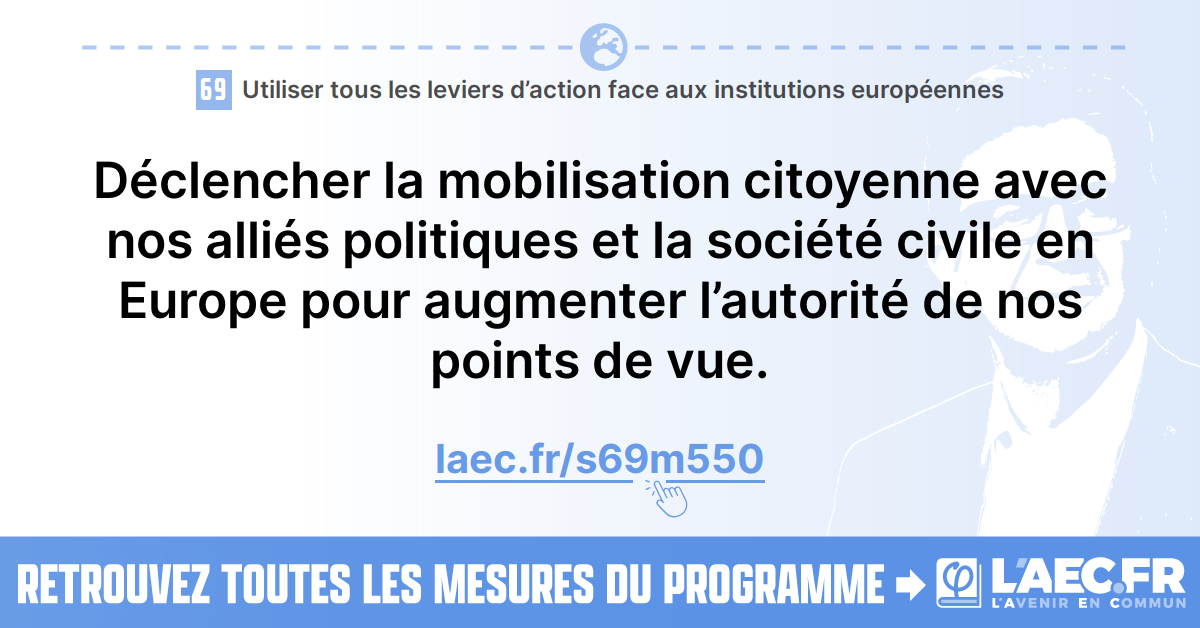 69 Utiliser tous les leviers d’action face aux institutions européennes
Déclencher la mobilisation citoyenne avec
nos alliés politiques et la société civile en
Europe pour augmenter l’autorité de nos
points de vue.
laec.fr/s69m550
RETROUVEZ TOUTES LES MESURES DU PROGRAMME
L'AEC.FR
L'AVENIR EN COMMUN